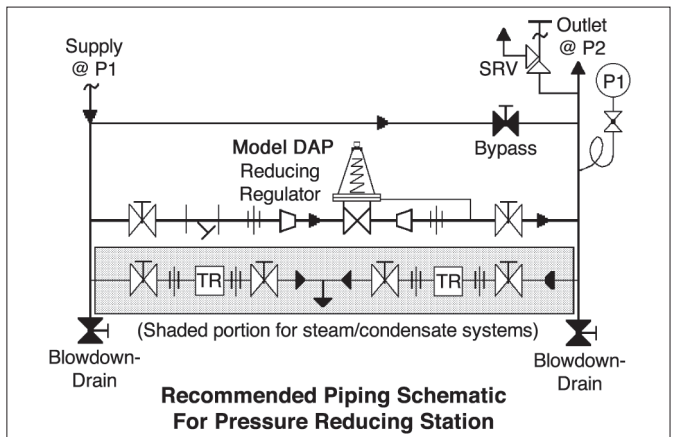 Supply
@ P1
Outlet
@ P2
SRV
P1
Bypass
Model DAP
Reducing
Regulator
TR
TR
(Shaded portion for steam/condensate systems)
Blowdown-
Drain
Blowdown-
Drain
Recommended Piping Schematic
For Pressure Reducing Station